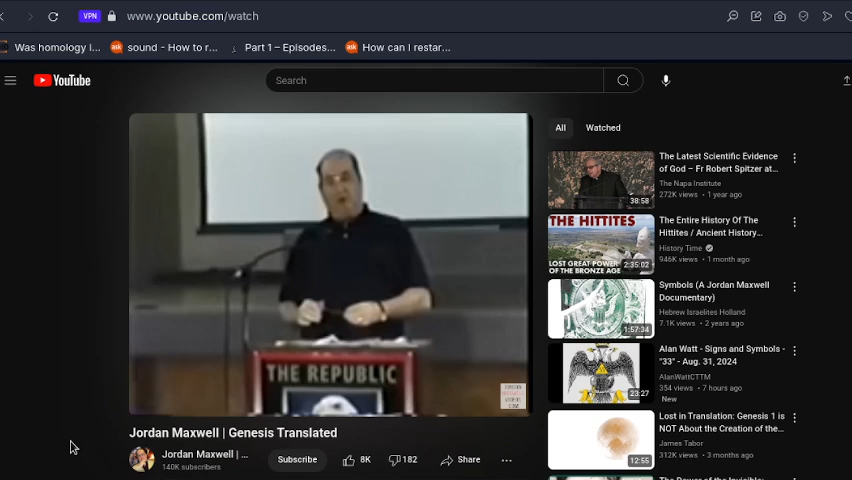 VPN
www.youtube.com/watch
Was homology I...
sound - How to r...
Part 1 – Episodes...
How can I restar...
YouTube
Search
All
Watched
THE REPUBLIC
Jordan Maxwell | Genesis Translated
Jordan Maxwell | ...
140K subscribers
Subscribe
8K
182
Share
38:58
The Latest Scientific Evidence
of God – Fr Robert Spitzer at...
The Napa Institute
272K views • 1 year ago
THE HITTITES
LOST GREAT POWER
OF THE BRONZE AGE
2:35:02
The Entire History Of The
Hittites / Ancient History...
History Time
946K views • 1 month ago
1:57:34
Symbols (A Jordan Maxwell
Documentary)
Hebrew Israelites Holland
7.1K views • 2 years ago
23:27
Alan Watt - Signs and Symbols -
"33" - Aug. 31, 2024
AlanWattCTTM
354 views • 7 hours ago
New
12:55
Lost in Translation: Genesis 1 is
NOT About the Creation of the...
James Tabor
312K views • 3 months ago